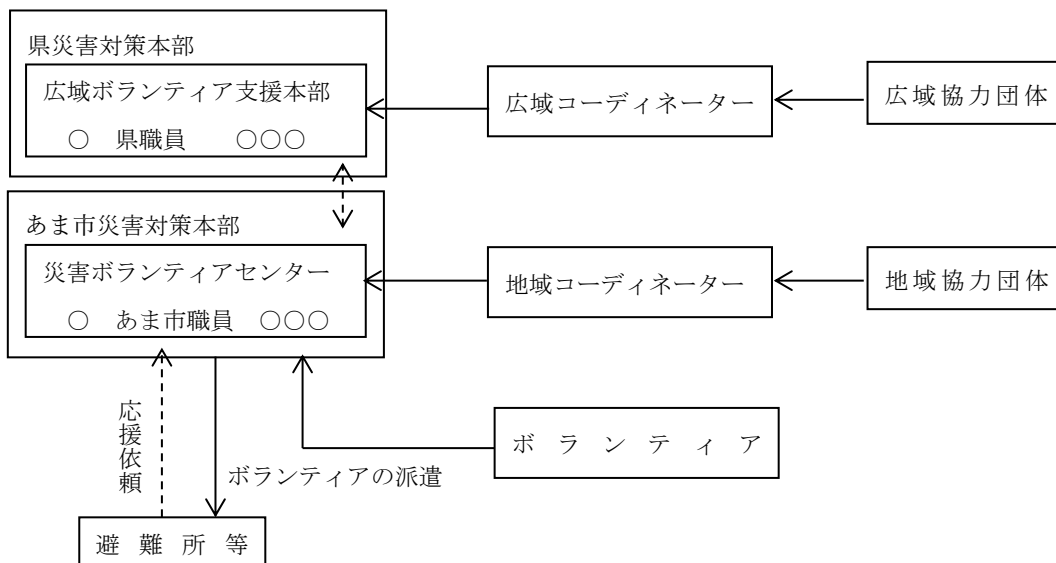 県災害対策本部
広域ボランティア支援本部
○ 県職員 ○○○
広域コーディネーター
広域協力団体
あま市災害対策本部
災害ボランティアセンター
○ あま市職員 ○○○
地域コーディネーター
地域協力団体
応援依頼
ボランティアの派遣
ボランティア
避難所等